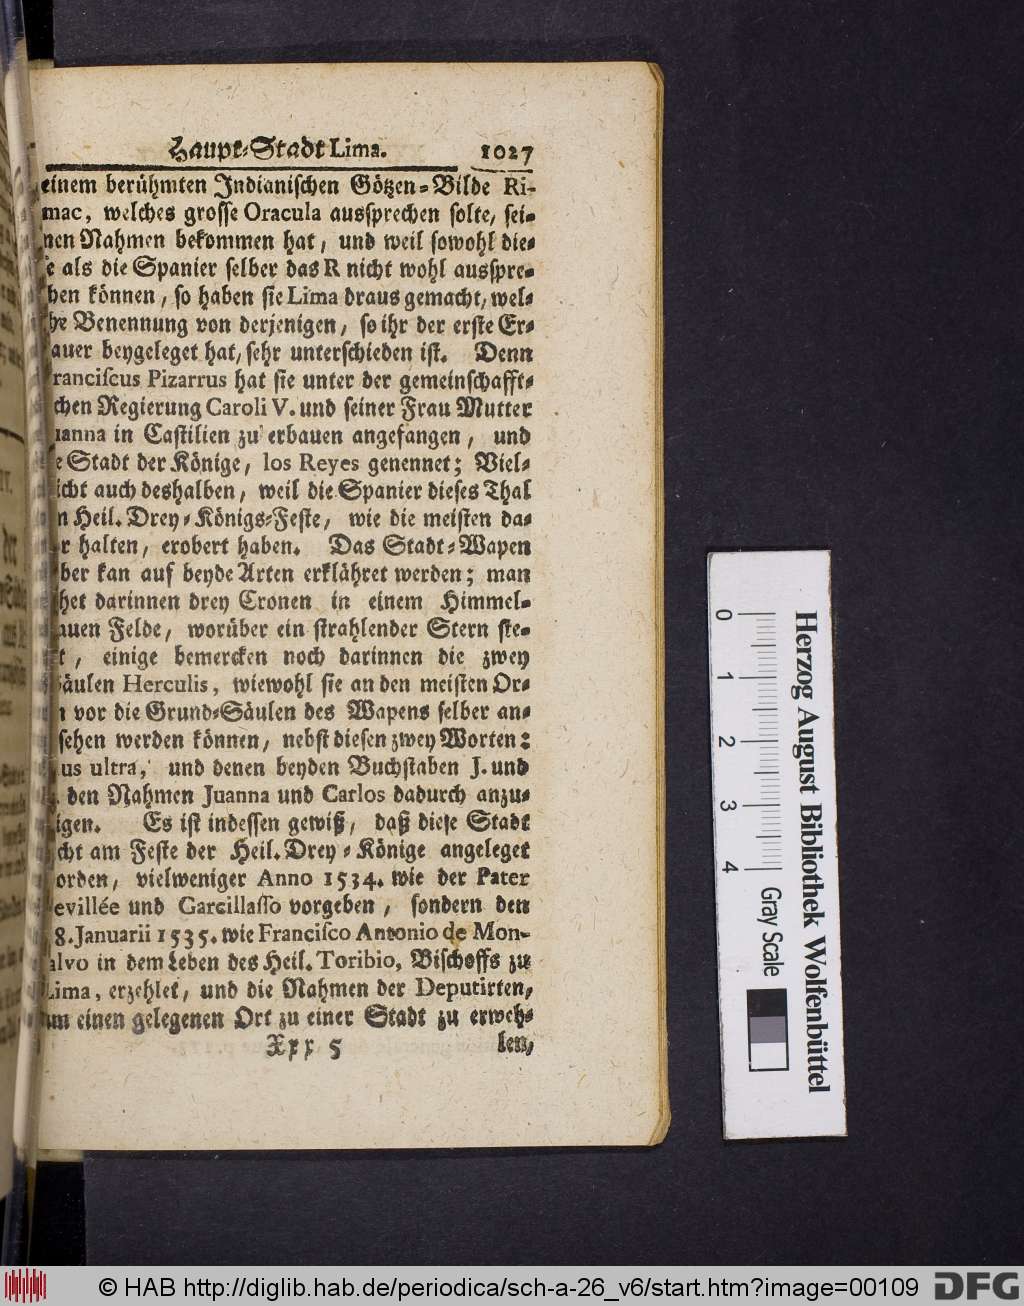 Haupt-Stadt Lima. 1027
einem berühmten Indianischen Götzen-Bilde Ri-
mac, welches grosse Oracula aussprechen solte, sei-
nen Nahmen bekommen hat, und weil sowohl die-
se als die Spanier selber das R nicht wohl ausspre-
chen können, so haben sie Lima draus gemacht, wel-
che Benennung von derjenigen, so ihr der erste Er-
bauer beygeleget hat, sehr unterschieden ist. Denn
Franciscus Pizarrus hat sie unter der gemeinschafft-
lichen Regierung Caroli V. und seiner Frau Mutter
Juanna in Castilien zu erbauen angefangen, und
Stadt der Könige, los Reyes genennet; Viel-
leicht auch deshalben, weil die Spanier dieses Thal
am Heil. Drey-Königs-Feste, wie die meisten da-
halten, erobert haben. Das Stadt-Wapen
aber kan auf beyde Arten erklähret werden; man
siehet darinnen drey Cronen in einem Himmel-
blauen Felde, worüber ein strahlender Stern ste-
het, einige bemercken noch darinnen die zwey
Säulen Herculis, wiewohl sie an den meisten Or-
ten vor die Grund-Säulen des Wapens selber an-
gesehen werden können, nebst diesen zwey Worten:
plus ultra, und denen beyden Buchstaben J. und
den Nahmen Juanna und Carlos dadurch anzu-
zeigen. Es ist indessen gewiß, daß diese Stadt
nicht am Feste der Heil. Drey-Könige angeleget
worden, vielweniger Anno 1534. wie der Pater
Fevillée und Garcillasso vorgeben, sondern den
18. Januarii 1535. wie Francisco Antonio de Mon-
talvo in dem Leben des Heil. Toribio, Bischoffs zu
Lima, erzehlet, und die Nahmen der Deputirten,
um einen gelegenen Ort zu einer Stadt zu erweh-
Xxx 5 len,
0 1 2 3 4
Gray Scale
Herzog August Bibliothek Wolfenbüttel
© HAB http://diglib.hab.de/periodica/sch-a-26_v6/start.htm?image=00109
DFG